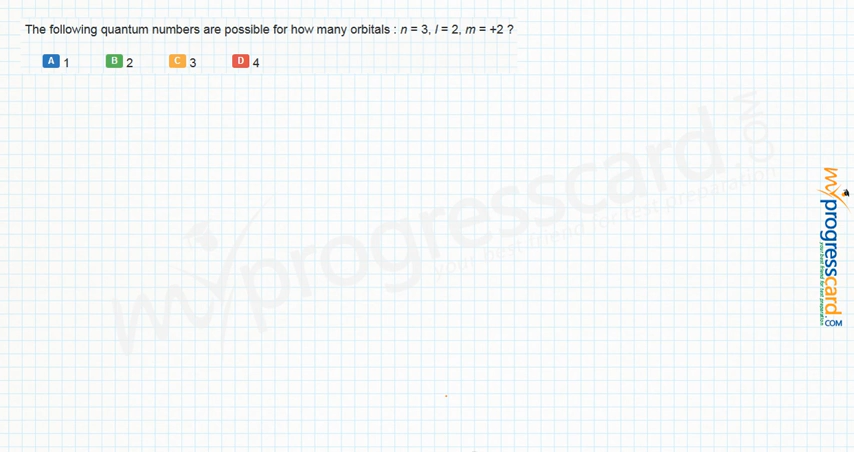 The following quantum numbers are possible for how many orbitals : n = 3, l = 2, m = +2 ?
A 1 B 2 C 3 D 4
myprogresscard.COM
your best friend for test preparation
myprogresscard.COM
your best friend for test preparation